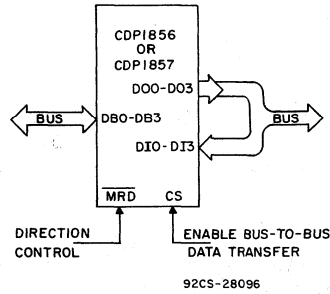 CDP1856
OR
CDP1857
DO0-DO3
BUS
DB0-DB3
BUS
DI0-DI3
MRD CS
DIRECTION
CONTROL
ENABLE BUS-TO-BUS
DATA TRANSFER
92CS-28096